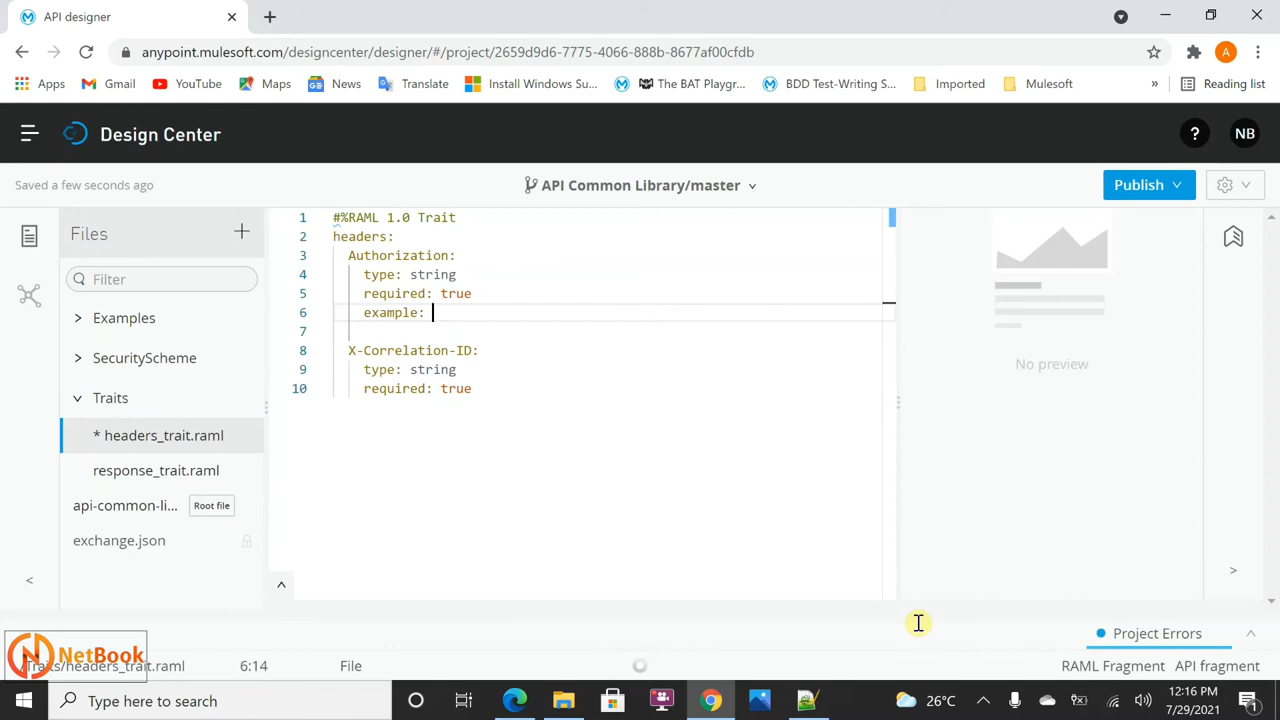 API designer
anypoint.mulesoft.com/designcenter/designer/#/project/2659d9d6-7775-4066-888b-8677af00cfdb
A
Apps Gmail YouTube Maps News Translate Install Windows Su... The BAT Playgr... BDD Test-Writing S... Imported Mulesoft » Reading list
Design Center ? NB
Saved a few seconds ago API Common Library/master Publish
Files +
Filter
Examples
SecurityScheme
Traits
* headers_trait.raml
response_trait.raml
api-common-li... Root file
exchange.json
1 #%RAML 1.0 Trait
2 headers:
3 Authorization:
4 type: string
5 required: true
6 example:
7
8 X-Correlation-ID:
9 type: string
10 required: true
No preview
Project Errors
NetBook
/Traits/headers_trait.raml 6:14 File RAML Fragment API fragment
Type here to search 26°C 12:16 PM
7/29/2021
1